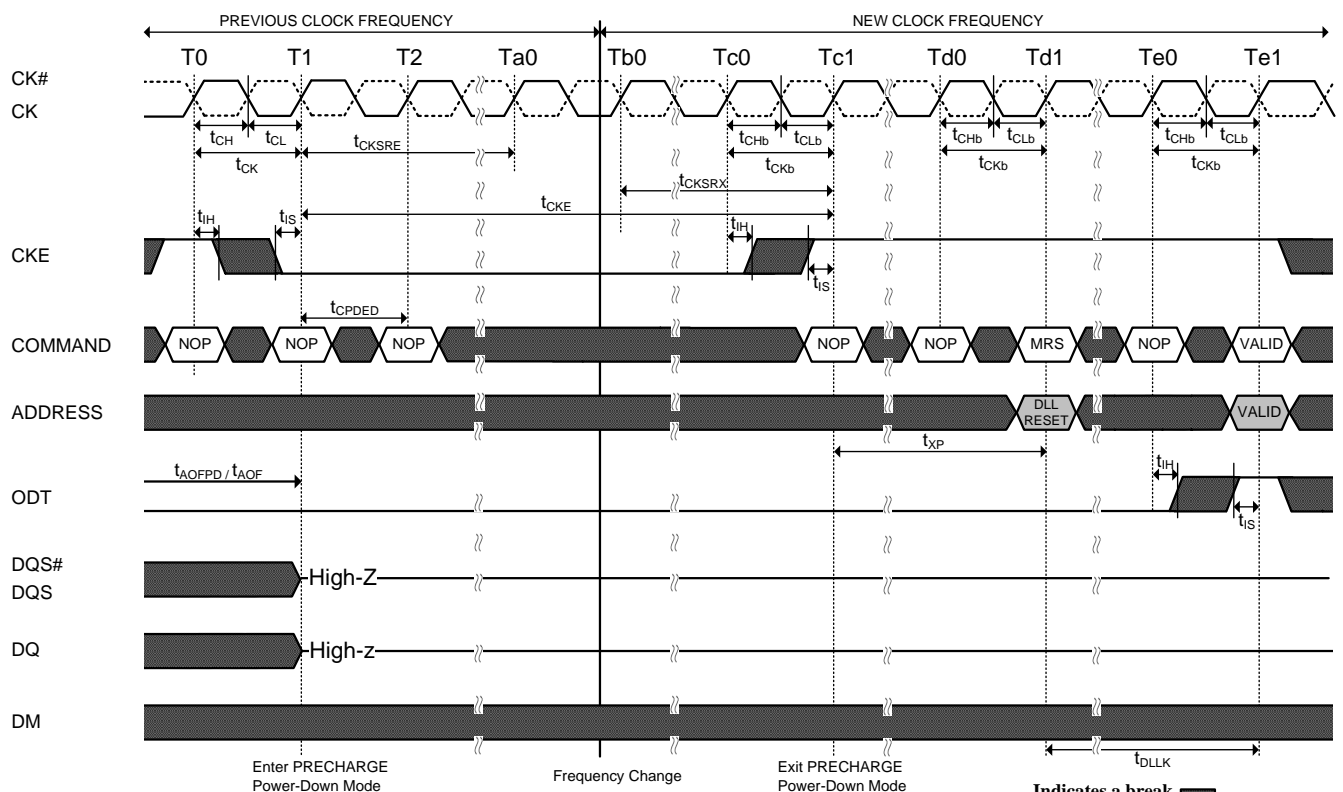 PREVIOUS CLOCK FREQUENCY NEW CLOCK FREQUENCY
T0 T1 T2 Ta0 Tb0 Tc0 Tc1 Td0 Td1 Te0 Te1
CK#
CK
tCH tCL tCKSRE tCHb tCLb tCHb tCLb tCHb tCLb
tCK tCKb tCKb tCKb
tCKSRX
tCKE
tIH tIS tIH
CKE
tIS
tCPDED
COMMAND NOP NOP NOP NOP NOP MRS NOP VALID
ADDRESS DLL RESET VALID
tXP
tAOFPD / tAOF tIH
ODT
tIS
DQS#
DQS High-Z
DQ High-z
DM
tDLLK
Enter PRECHARGE
Power-Down Mode
Frequency Change
Exit PRECHARGE
Power-Down Mode
Indicates a break